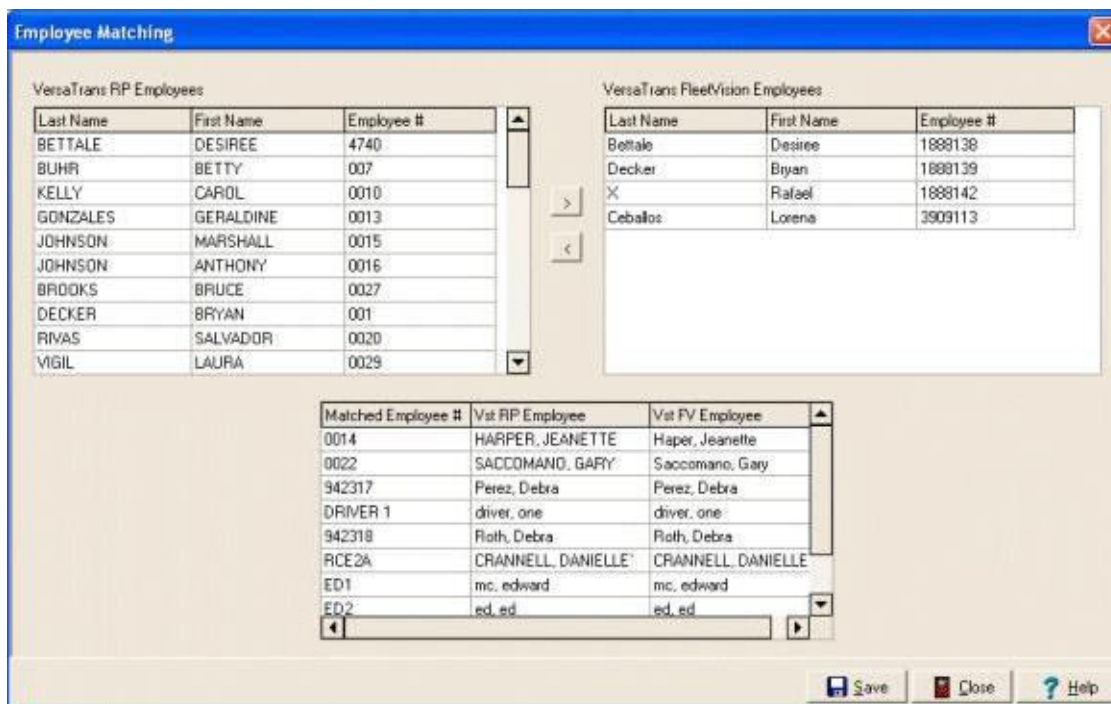 Employee Matching
VersaTrans RP Employees
Last Name First Name Employee #
BETTALE DESIREE 4740
BUHR BETTY 007
KELLY CAROL 0010
GONZALES GERALDINE 0013
JOHNSON MARSHALL 0015
JOHNSON ANTHONY 0016
BROOKS BRUCE 0027
DECKER BRYAN 001
RIVAS SALVADOR 0020
VIGIL LAURA 0029
>
<
VersaTrans FleetVision Employees
Last Name First Name Employee #
Bettale Desiree 1888138
Decker Bryan 1888139
X Rafael 1888142
Ceballos Lorena 3909113
Matched Employee # Vst RP Employee Vst FV Employee
0014 HARPER, JEANETTE Haper, Jeanette
0022 SACCOMANO, GARY Saccomano, Gary
942317 Perez, Debra Perez, Debra
DRIVER 1 driver, one driver, one
942318 Roth, Debra Roth, Debra
RCE2A CRANNELL, DANIELLE' CRANNELL, DANIELLE
ED1 mc, edward mc, edward
ED2 ed, ed ed, ed
Save Close ? Help